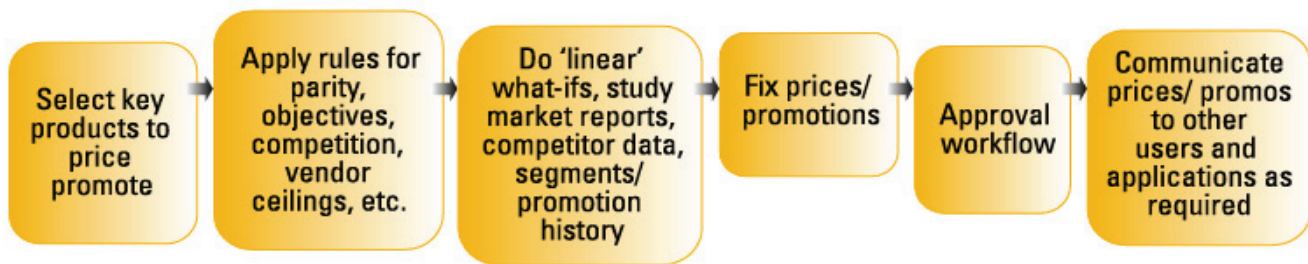 Select key
products to
price
promote
Apply rules for
parity,
objectives,
competition,
vendor
ceilings, etc.
Do ‘linear’
what-ifs, study
market reports,
competitor data,
segments/
promotion
history
Fix prices/
promotions
Approval
workflow
Communicate
prices/ promos
to other
users and
applications as
required